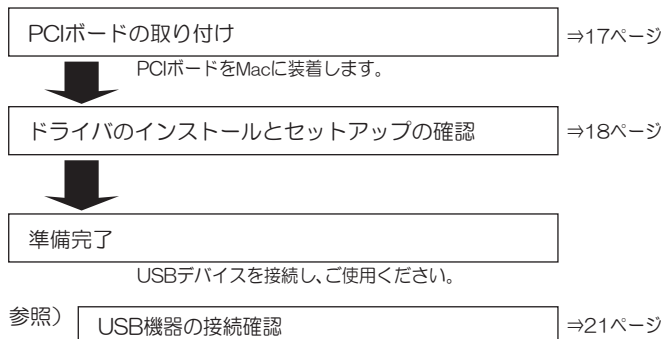 PCIボードの取り付け ⇒17ページ
PCIボードをMacに装着します。
ドライバのインストールとセットアップの確認 ⇒18ページ
準備完了
USBデバイスを接続し、ご使用ください。
参照) USB機器の接続確認 ⇒21ページ